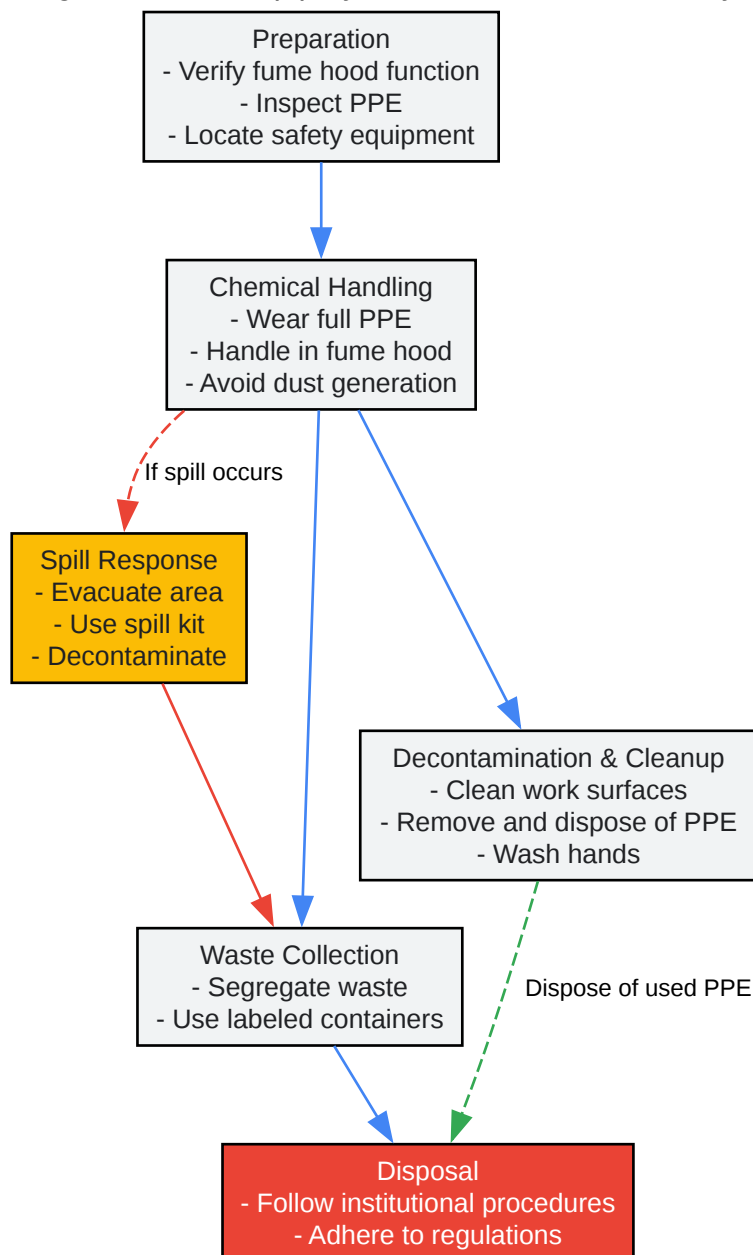 Preparation
- Verify fume hood function
- Inspect PPE
- Locate safety equipment
Chemical Handling
- Wear full PPE
- Handle in fume hood
- Avoid dust generation
If spill occurs
Spill Response
- Evacuate area
- Use spill kit
- Decontaminate
Decontamination & Cleanup
- Clean work surfaces
- Remove and dispose of PPE
- Wash hands
Waste Collection
- Segregate waste
- Use labeled containers
Dispose of used PPE
Disposal
- Follow institutional procedures
- Adhere to regulations